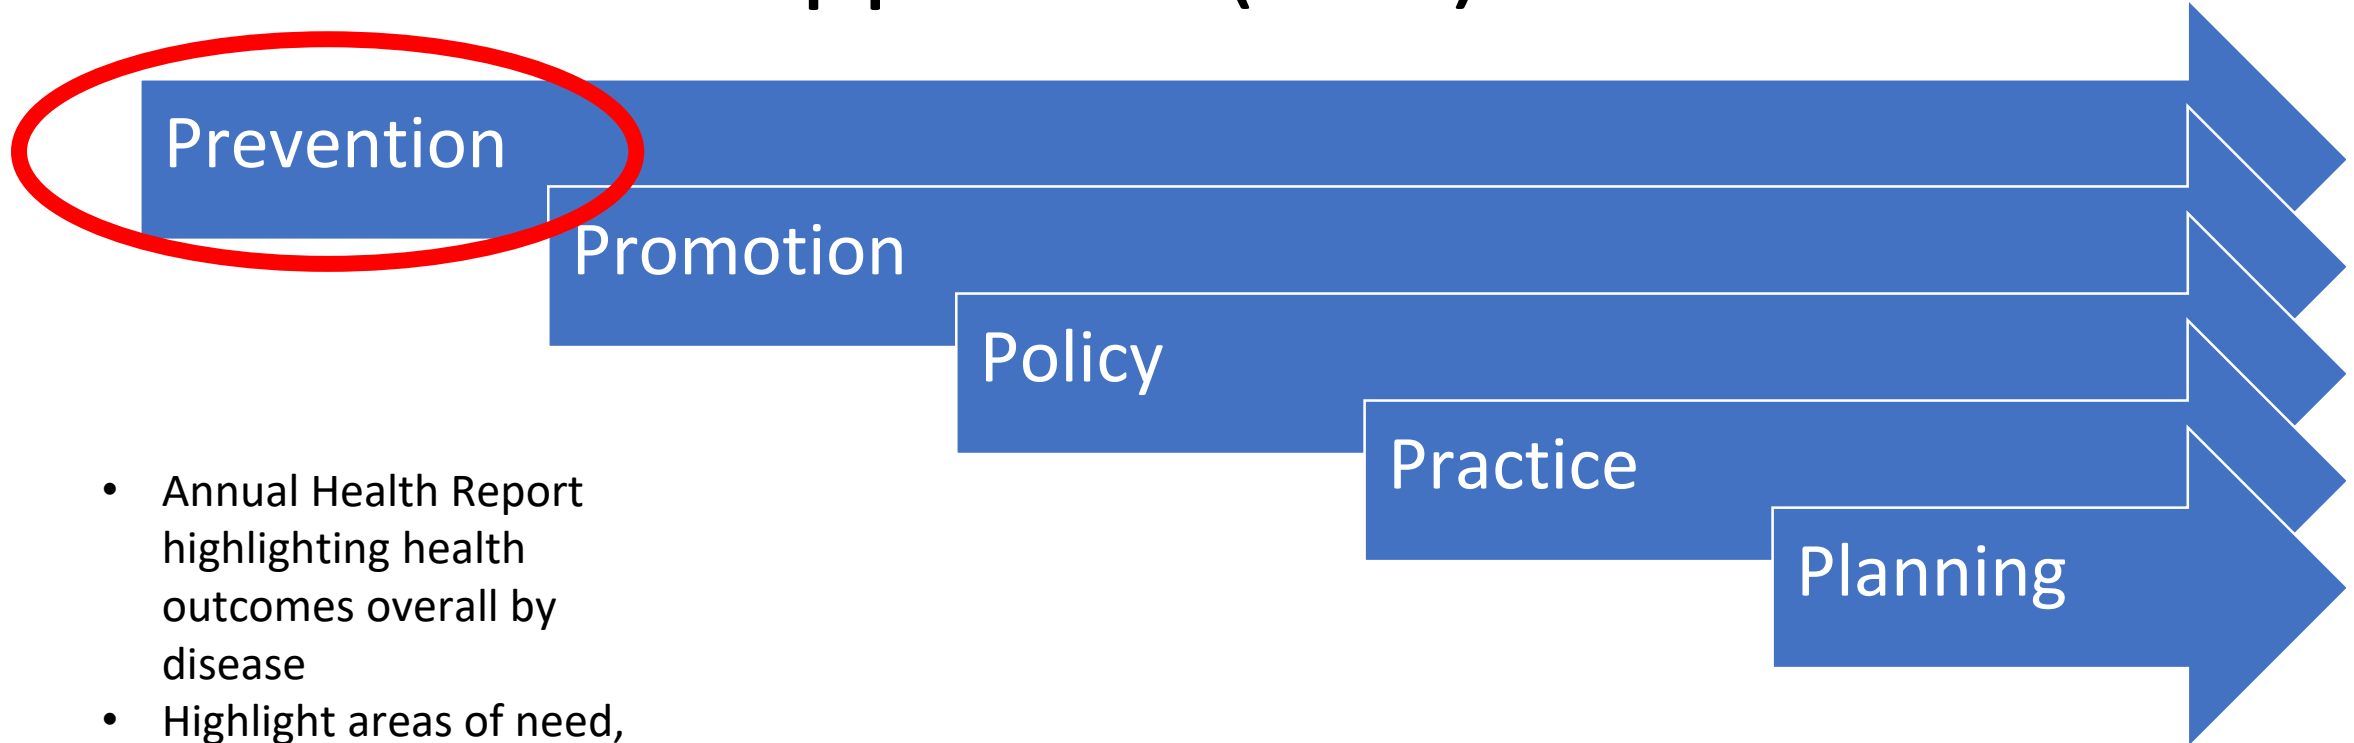 Prevention
Promotion
Policy
Practice
Planning
• Annual Health Report
highlighting health
outcomes overall by
disease
• Highlight areas of need,